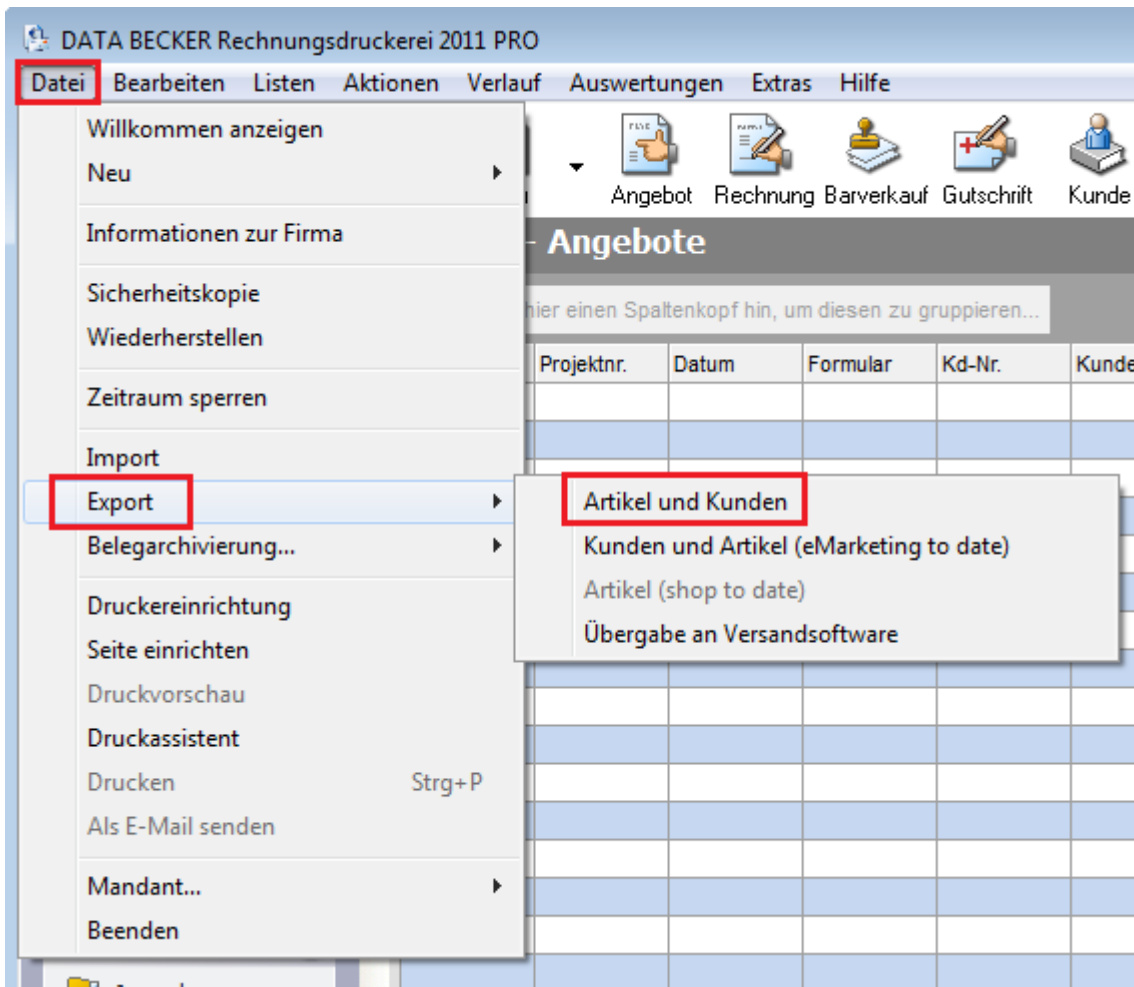 DATA BECKER Rechnungsdruckerei 2011 PRO
Datei Bearbeiten Listen Aktionen Verlauf Auswertungen Extras Hilfe
Angebot Rechnung Barverkauf Gutschrift Kunde
- Angebote
hier einen Spaltenkopf hin, um diesen zu gruppieren...
Projektnr. Datum Formular Kd-Nr. Kunde
Willkommen anzeigen
Neu
Informationen zur Firma
Sicherheitskopie
Wiederherstellen
Zeitraum sperren
Import
Export
Belegarchivierung...
Druckereinrichtung
Seite einrichten
Druckvorschau
Druckassistent
Drucken Strg+P
Als E-Mail senden
Mandant...
Beenden
Artikel und Kunden
Kunden und Artikel (eMarketing to date)
Artikel (shop to date)
Übergabe an Versandsoftware